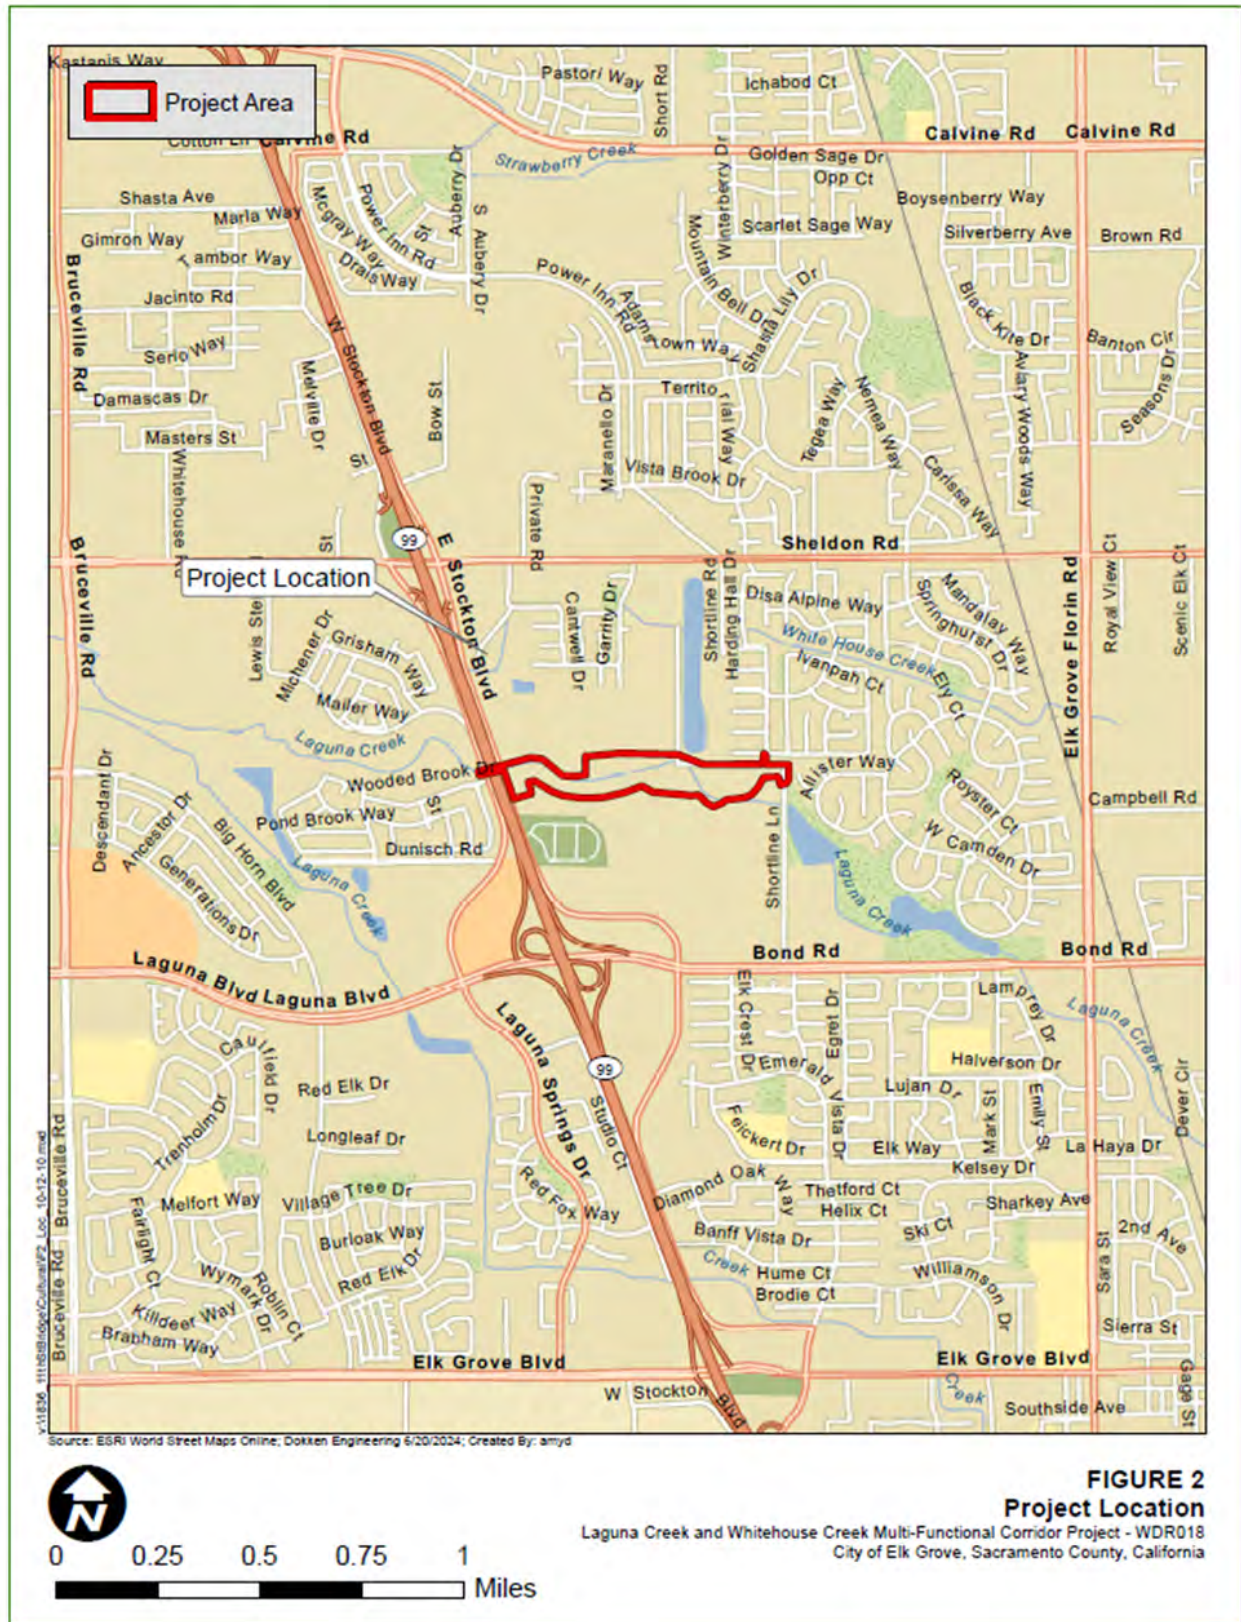 Kastanis Way
Project Area
Pastori Way
Short Rd
Ichabod Ct
Calvine Rd
Calvine Rd
Calvine Rd
Strawberry Creek
Golden Sage Dr
Opp Ct
Auberry Dr
S Aubery Dr
Winterberry Dr
Shasta Ave
Marla Way
Mcgray Way
Power Inn Rd
St
Boysenberry Way
Scarlet Sage Way
Silverberry Ave
Brown Rd
Gimron Way
Tambor Way
Drais Way
Mountain Bell Dr
Bruceville Rd
Jacinto Rd
Power Inn Rd
Adams
town Way
Shasta Lily Dr
Black Kite Dr
Banton Cir
W Stockton Blvd
Serio Way
Melville Dr
Bow St
Damascas Dr
Territo
rial Way
Maranello Dr
Tegea Way
Nemea Way
Aviary Woods Way
Seasons Dr
Masters St
St
Whitehouse Rd
Vista Brook Dr
Carissa Way
Private Rd
99
St
E Stockton Blvd
Sheldon Rd
Bruceville Rd
Project Location
Lewis Ste
Michener Dr
Grisham Way
Mailer Way
Cantwell Dr
Garrity Dr
Shortline Rd
Harding Hall Dr
Disa Alpine Way
Mandalay Way
Springhurst Dr
White House Creek
Ivanpah Ct
Ely Ct
Elk Grove Florin Rd
Royal View Ct
Scenic Elk Ct
Laguna Creek
Wooded Brook Dr
Allister Way
Royster Ct
Campbell Rd
Descendant Dr
Ancestor Dr
Pond Brook Way
St
Big Horn Blvd
Dunisch Rd
W Camden Dr
Shortline Ln
Generations Dr
Laguna Creek
Laguna Creek
Bond Rd
Bond Rd
Laguna Blvd
Laguna Blvd
Elk Crest Dr
Egret Dr
Lamprey Dr
Laguna Creek
Laguna Springs Dr
Caulfield Dr
99
Emerald Vista Dr
Halverson Dr
Red Elk Dr
Lujan Dr
Mark St
Emily St
Dever Cir
Trenholm Dr
Longleaf Dr
Studio Ct
Feickert Dr
Elk Way
La Haya Dr
Kelsey Dr
Bruceville Rd
Melfort Way
Village Tree Dr
Red Fox Way
Diamond Oak Way
Thetford Ct
Helix Ct
Sharkey Ave
Fairlight Ct
Burloak Way
Banff Vista Dr
Ski Ct
2nd Ave
Sara St
Wymark Dr
Roblin Ct
Red Elk Dr
Creek
Hume Ct
Brodie Ct
Williamson Dr
Bruceville Rd
Killdeer Way
Brabham Way
Sierra St
Elk Grove Blvd
Elk Grove Blvd
W Stockton Blvd
Creek
Southside Ave
Gage St
Source: ESRI World Street Maps Online; Dokken Engineering 6/20/2024; Created By: amyd
N
FIGURE 2
Project Location
Laguna Creek and Whitehouse Creek Multi-Functional Corridor Project - WDR018
City of Elk Grove, Sacramento County, California
0 0.25 0.5 0.75 1
Miles